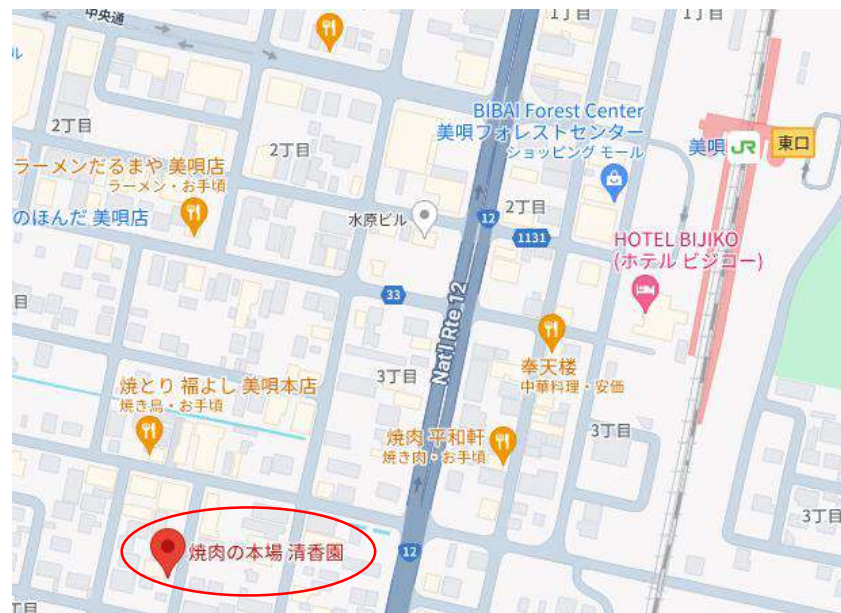 中央通
1丁目
1丁目
ル
2丁目
BIBAI Forest Center
美唄フォレストセンター
ショッピング モール
美唄
JR
東口
ラーメンだるまや 美唄店
ラーメン・お手頃
2丁目
のほんだ 美唄店
水原ビル
12
2丁目
1131
HOTEL BIJIKO
(ホテル ビジコー)
33
目
Nat'l Rte 12
奉天楼
中華料理・安価
3丁目
焼とり 福よし 美唄本店
焼き鳥・お手頃
焼肉 平和軒
焼き肉・お手頃
3丁目
3丁目
焼肉の本場 清香園
12
丁目